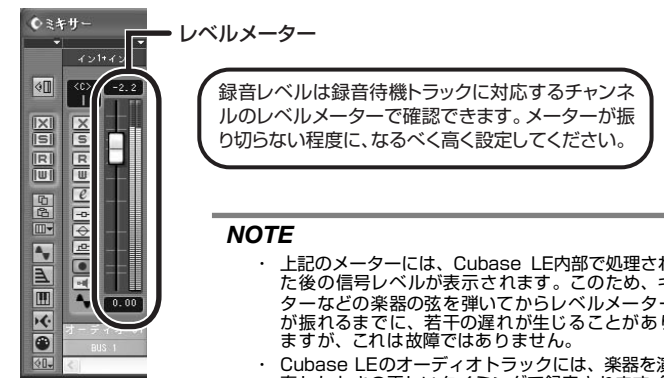 ミキサー
レベルメーター
イン1+イン
<C> -2.2
録音レベルは録音待機トラックに対応するチャンネ
ルのレベルメーターで確認できます。メーターが振
り切らない程度に、なるべく高く設定してください。
X X
S S
R R
W W
e
0.00
オーディオ
BUS 1
NOTE
・ 上記のメーターには、Cubase LE内部で処理され
た後の信号レベルが表示されます。このため、ギ
ターなどの楽器の弦を弾いてからレベルメーター
が振れるまでに、若干の遅れが生じることがあり
ますが、これは故障ではありません。
・ Cubase LEのオーディオトラックには、楽器を演